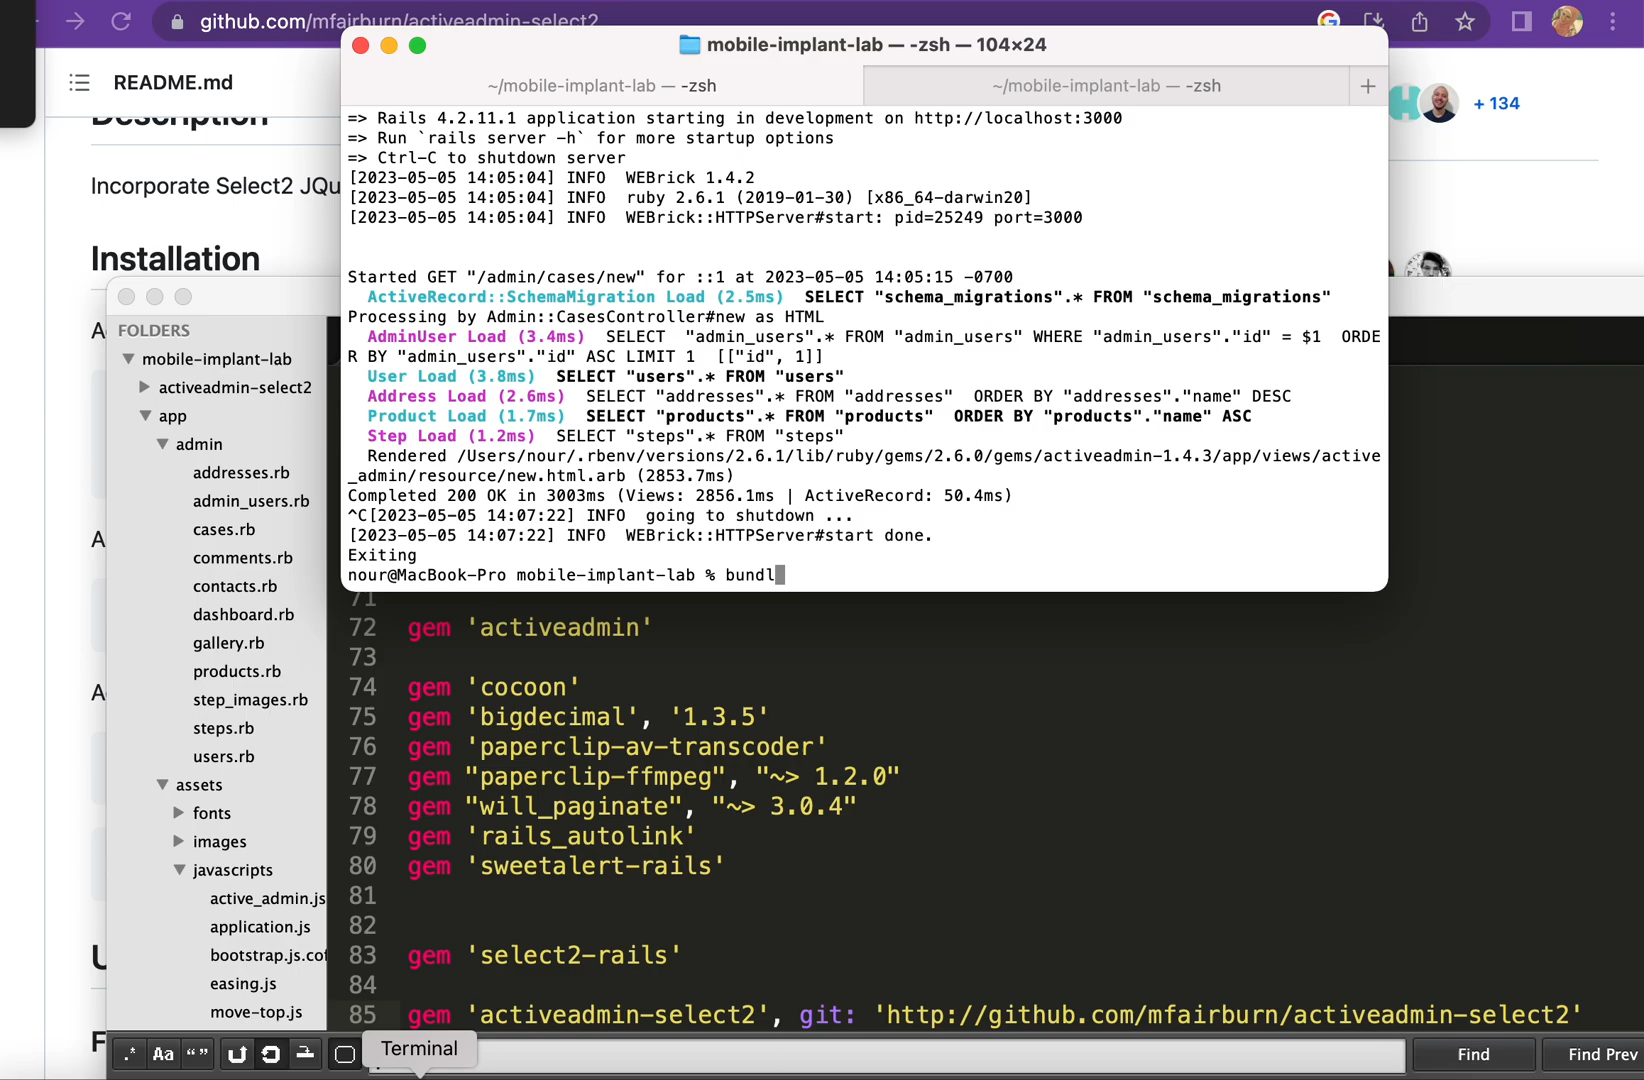 github.com/mfairburn/activeadmin-select2
mobile-implant-lab — -zsh — 104×24
~/mobile-implant-lab — -zsh
~/mobile-implant-lab — -zsh
README.md
+ 134
Description
Incorporate Select2 JQu
Installation
=> Rails 4.2.11.1 application starting in development on http://localhost:3000
=> Run `rails server -h` for more startup options
=> Ctrl-C to shutdown server
[2023-05-05 14:05:04] INFO  WEBrick 1.4.2
[2023-05-05 14:05:04] INFO  ruby 2.6.1 (2019-01-30) [x86_64-darwin20]
[2023-05-05 14:05:04] INFO  WEBrick::HTTPServer#start: pid=25249 port=3000
Started GET "/admin/cases/new" for ::1 at 2023-05-05 14:05:15 -0700
ActiveRecord::SchemaMigration Load (2.5ms)  SELECT "schema_migrations".* FROM "schema_migrations"
Processing by Admin::CasesController#new as HTML
AdminUser Load (3.4ms)  SELECT  "admin_users".* FROM "admin_users" WHERE "admin_users"."id" = $1  ORDE
R BY "admin_users"."id" ASC LIMIT 1  [["id", 1]]
User Load (3.8ms)  SELECT "users".* FROM "users"
Address Load (2.6ms)  SELECT "addresses".* FROM "addresses"  ORDER BY "addresses"."name" DESC
Product Load (1.7ms)  SELECT "products".* FROM "products"  ORDER BY "products"."name" ASC
Step Load (1.2ms)  SELECT "steps".* FROM "steps"
Rendered /Users/nour/.rbenv/versions/2.6.1/lib/ruby/gems/2.6.0/gems/activeadmin-1.4.3/app/views/active
_admin/resource/new.html.arb (2853.7ms)
Completed 200 OK in 3003ms (Views: 2856.1ms | ActiveRecord: 50.4ms)
^C[2023-05-05 14:07:22] INFO  going to shutdown ...
[2023-05-05 14:07:22] INFO  WEBrick::HTTPServer#start done.
Exiting
nour@MacBook-Pro mobile-implant-lab % bundl
A
A
A
U
F
FOLDERS
mobile-implant-lab
activeadmin-select2
app
admin
addresses.rb
admin_users.rb
cases.rb
comments.rb
contacts.rb
dashboard.rb
gallery.rb
products.rb
step_images.rb
steps.rb
users.rb
assets
fonts
images
javascripts
active_admin.js
application.js
bootstrap.js.cof
easing.js
move-top.js
71
72 gem 'activeadmin'
73
74 gem 'cocoon'
75 gem 'bigdecimal', '1.3.5'
76 gem 'paperclip-av-transcoder'
77 gem "paperclip-ffmpeg", "~> 1.2.0"
78 gem "will_paginate", "~> 3.0.4"
79 gem 'rails_autolink'
80 gem 'sweetalert-rails'
81
82
83 gem 'select2-rails'
84
85 gem 'activeadmin-select2', git: 'http://github.com/mfairburn/activeadmin-select2'
.* Aa “ ”
Terminal
Find
Find Prev